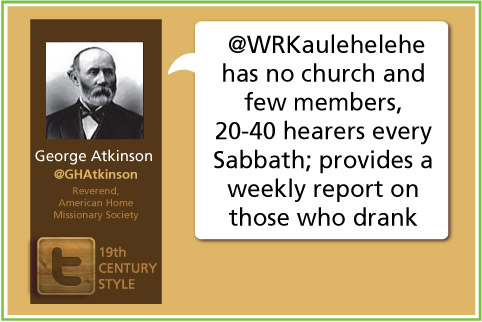 George Atkinson
@GHAtkinson
Reverend,
American Home
Missionary Society
t
19th
CENTURY
STYLE
@WRKaulehelehe
has no church and
few members,
20-40 hearers every
Sabbath; provides a
weekly report on
those who drank